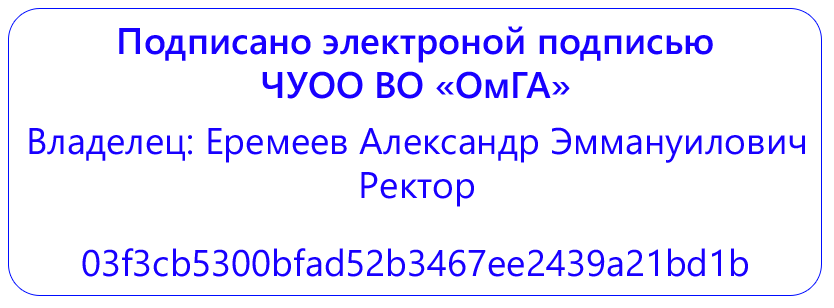 Подписано электроной подписью
ЧУОО ВО «ОмГА»
Владелец: Еремеев Александр Эммануилович
Ректор
03f3cb5300bfad52b3467ee2439a21bd1b